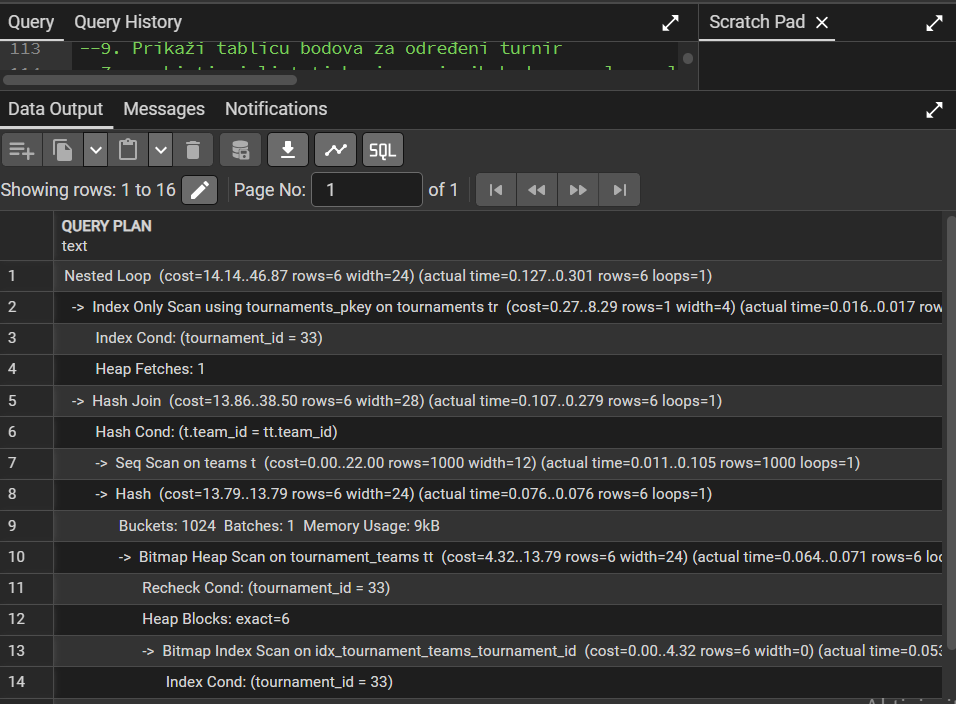 Query Query History Scratch Pad
113 --9. Prikaži tablicu bodova za određeni turnir
Data Output Messages Notifications
SQL
Showing rows: 1 to 16 Page No: 1 of 1
QUERY PLAN
text
1 Nested Loop (cost=14.14..46.87 rows=6 width=24) (actual time=0.127..0.301 rows=6 loops=1)
2 -> Index Only Scan using tournaments_pkey on tournaments tr (cost=0.27..8.29 rows=1 width=4) (actual time=0.016..0.017 row
3 Index Cond: (tournament_id = 33)
4 Heap Fetches: 1
5 -> Hash Join (cost=13.86..38.50 rows=6 width=28) (actual time=0.107..0.279 rows=6 loops=1)
6 Hash Cond: (t.team_id = tt.team_id)
7 -> Seq Scan on teams t (cost=0.00..22.00 rows=1000 width=12) (actual time=0.011..0.105 rows=1000 loops=1)
8 -> Hash (cost=13.79..13.79 rows=6 width=24) (actual time=0.076..0.076 rows=6 loops=1)
9 Buckets: 1024 Batches: 1 Memory Usage: 9kB
10 -> Bitmap Heap Scan on tournament_teams tt (cost=4.32..13.79 rows=6 width=24) (actual time=0.064..0.071 rows=6 loo
11 Recheck Cond: (tournament_id = 33)
12 Heap Blocks: exact=6
13 -> Bitmap Index Scan on idx_tournament_teams_tournament_id (cost=0.00..4.32 rows=6 width=0) (actual time=0.053
14 Index Cond: (tournament_id = 33)